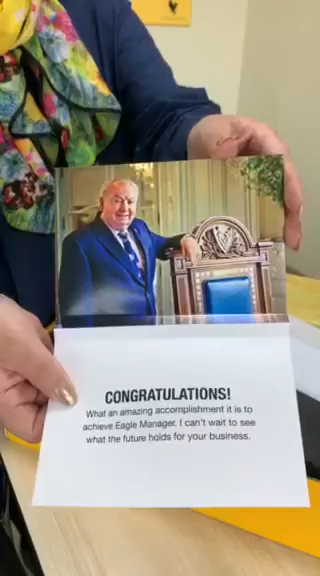 CONGRATULATIONS!
What an amazing accomplishment it is to
achieve Eagle Manager. I can't wait to see
what the future holds for your business.